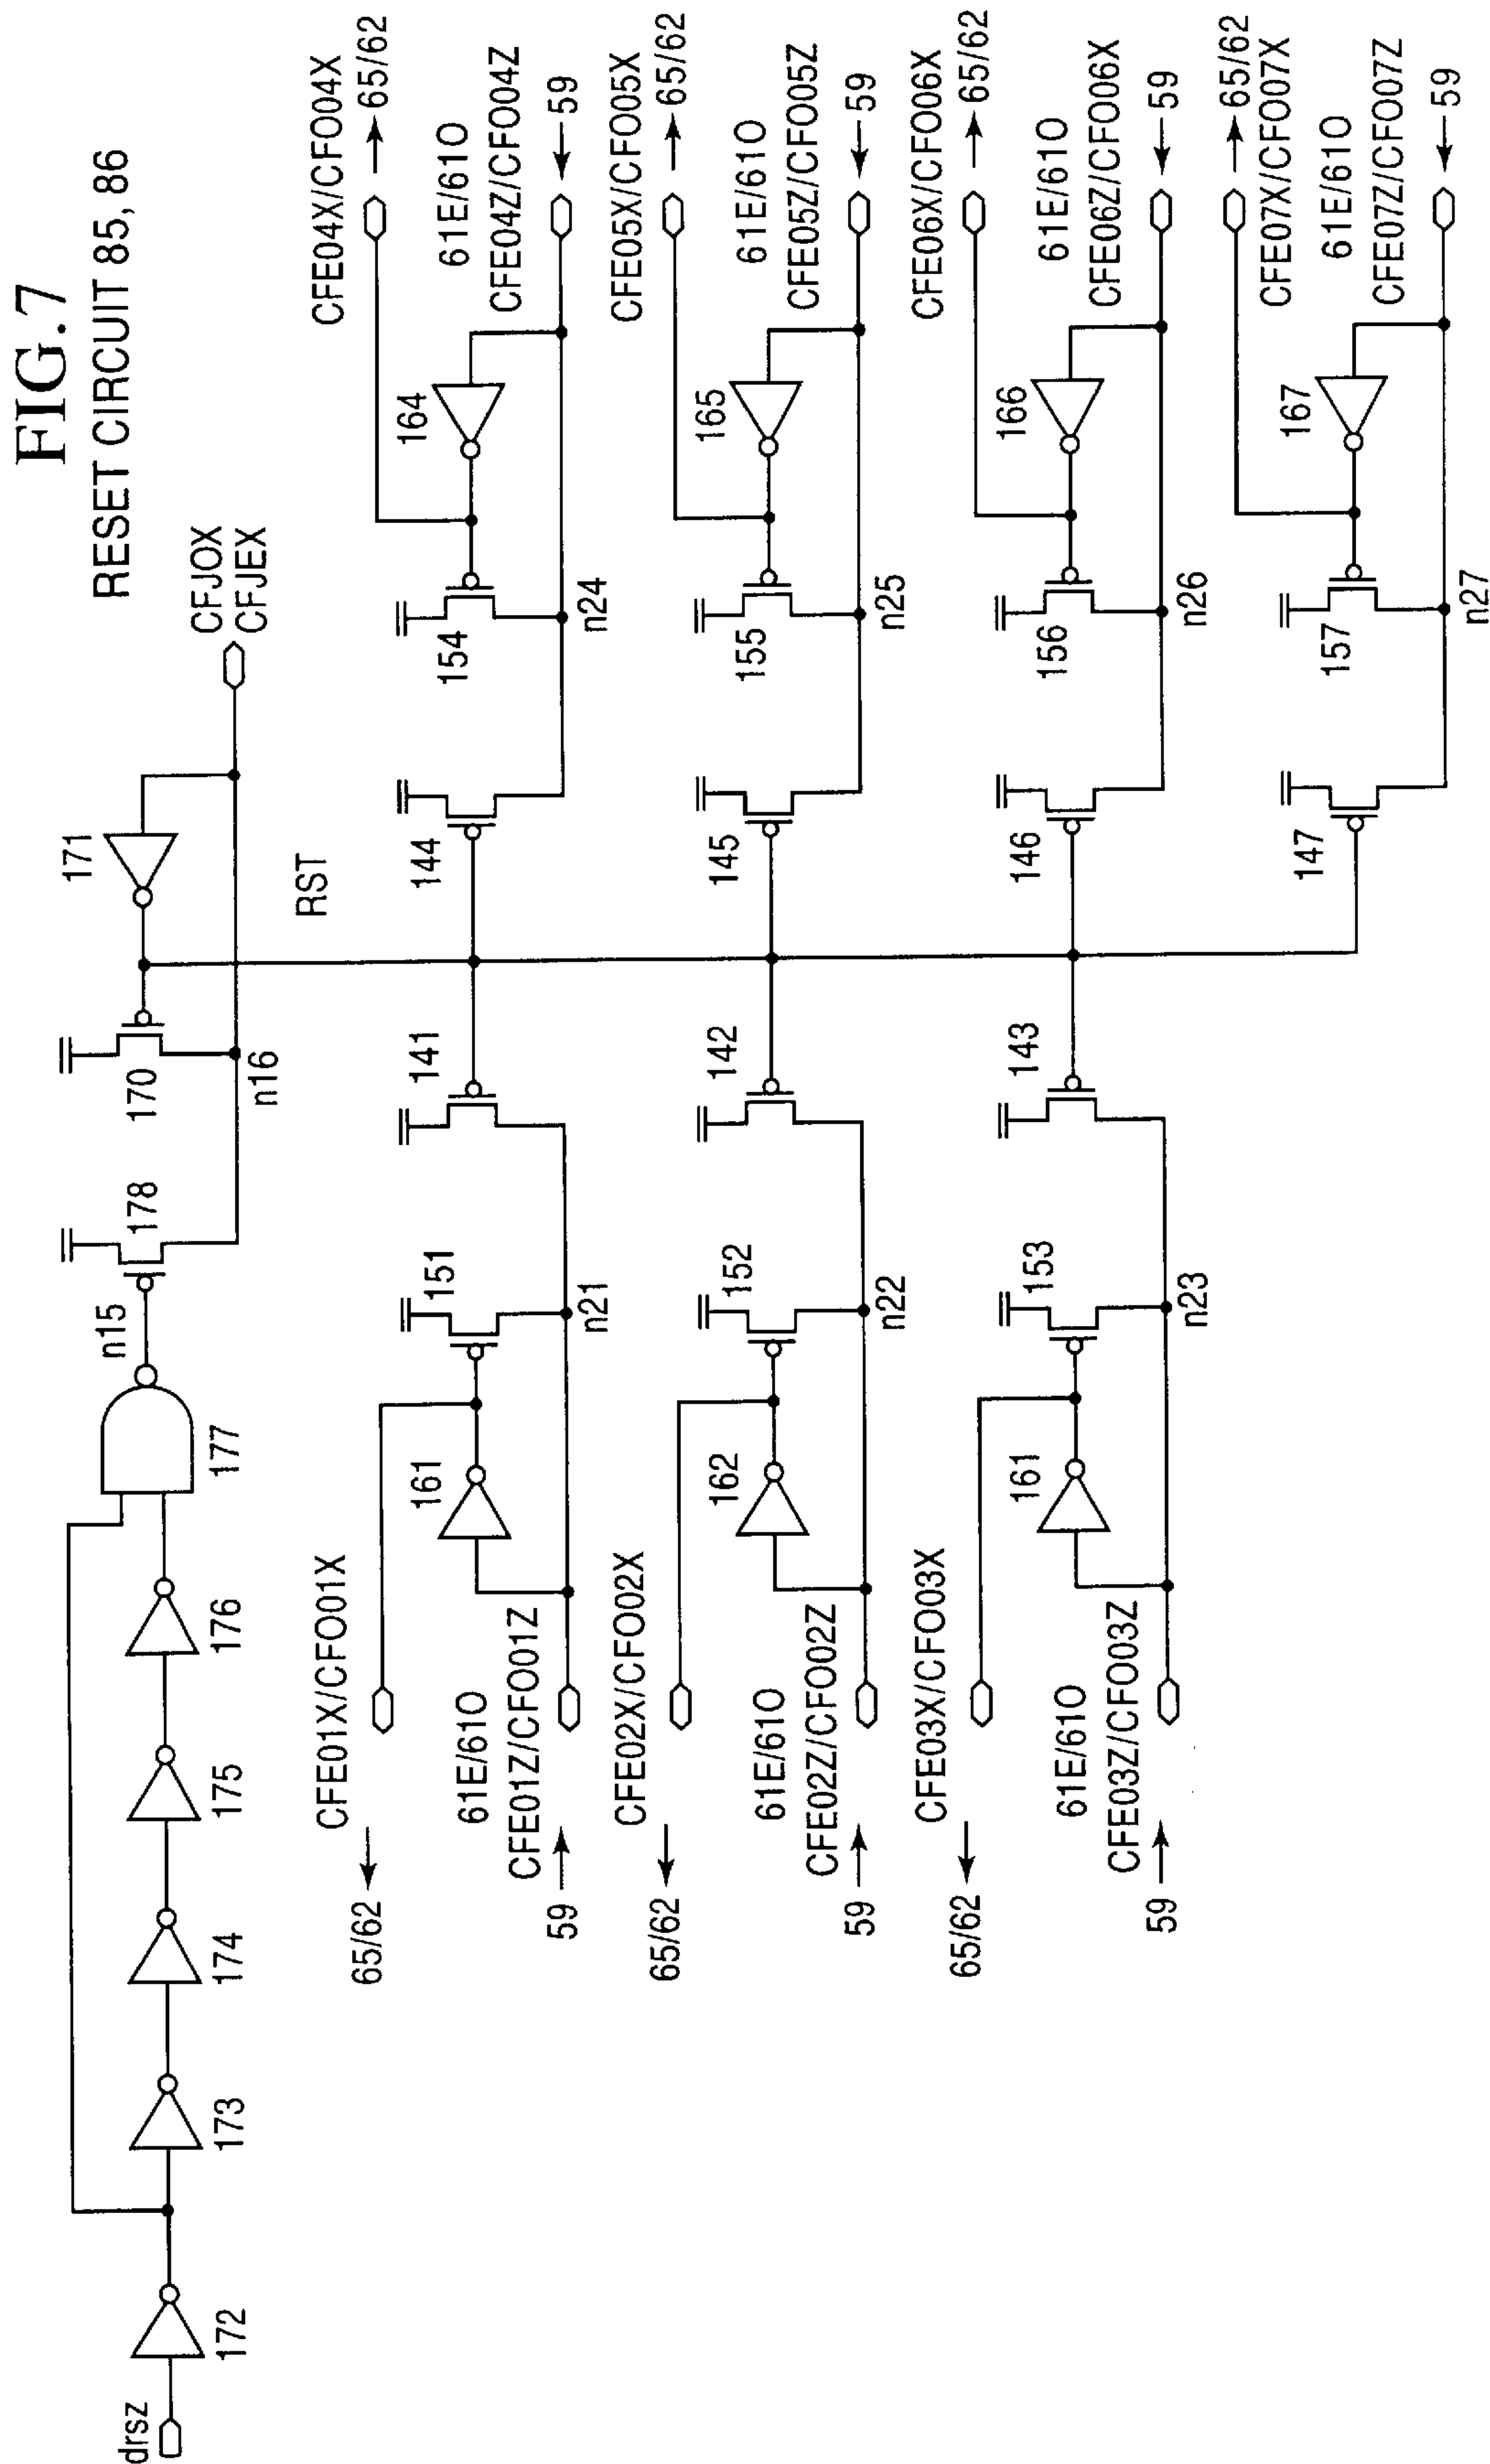 FIG.7
RESET CIRCUIT 85, 86
drsz
172
173
174
175
176
177
n15
178
170
n16
171
CFJOX
CFJEX
RST
CFE01X/CFO01X
65/62
161
151
141
n21
61E/61O
CFE01Z/CFO01Z
59
144
154
n24
164
CFE04X/CFO04X
65/62
61E/61O
CFE04Z/CFO04Z
59
CFE02X/CFO02X
65/62
162
152
142
n22
61E/61O
CFE02Z/CFO02Z
59
145
155
n25
165
CFE05X/CFO05X
65/62
61E/61O
CFE05Z/CFO05Z
59
CFE03X/CFO03X
65/62
161
153
143
n23
61E/61O
CFE03Z/CFO03Z
59
146
156
n26
166
CFE06X/CFO06X
65/62
61E/61O
CFE06Z/CFO06X
59
147
157
n27
167
65/62
CFE07X/CFO07X
61E/61O
CFE07Z/CFO07Z
59